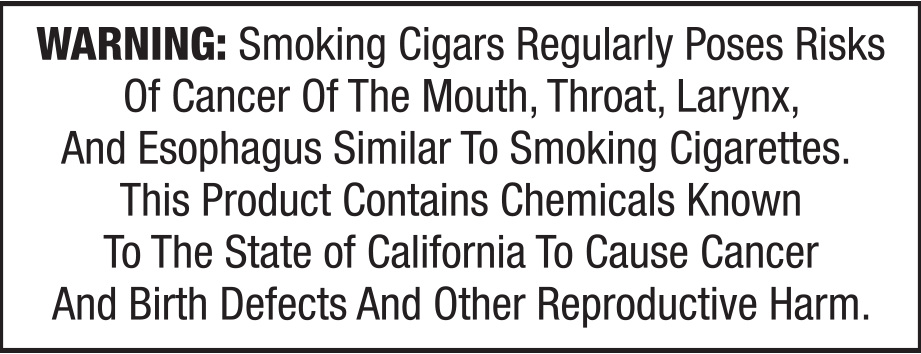 WARNING: Smoking Cigars Regularly Poses Risks
Of Cancer Of The Mouth, Throat, Larynx,
And Esophagus Similar To Smoking Cigarettes.
This Product Contains Chemicals Known
To The State of California To Cause Cancer
And Birth Defects And Other Reproductive Harm.